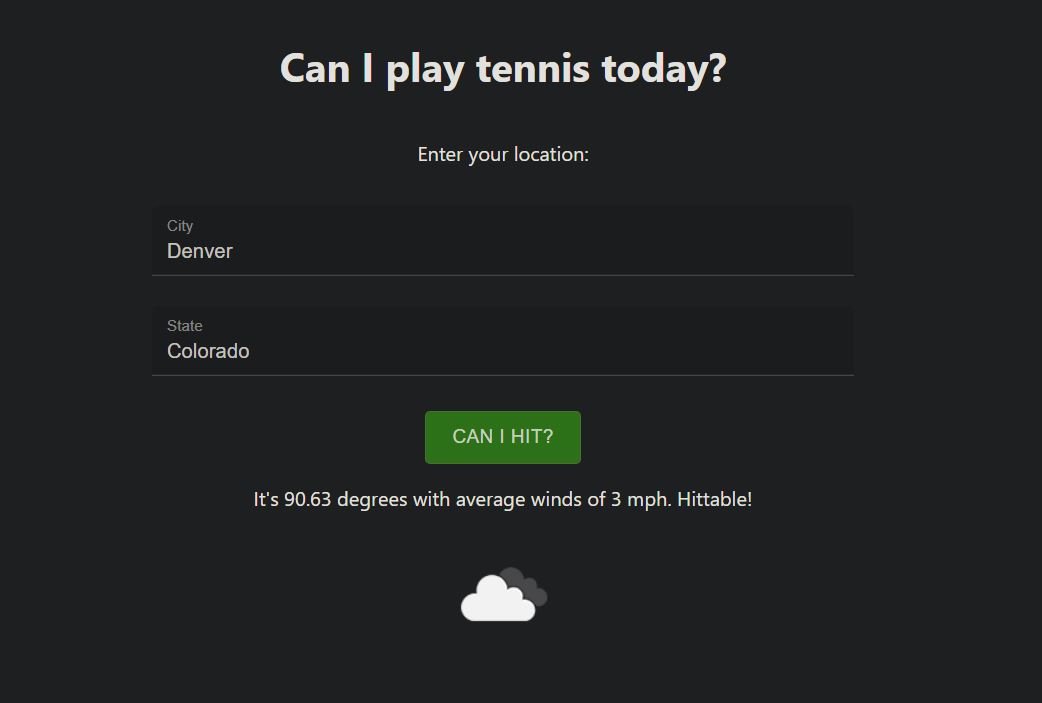 Can I play tennis today?
Enter your location:
City
Denver
State
Colorado
CAN I HIT?
It's 90.63 degrees with average winds of 3 mph. Hittable!